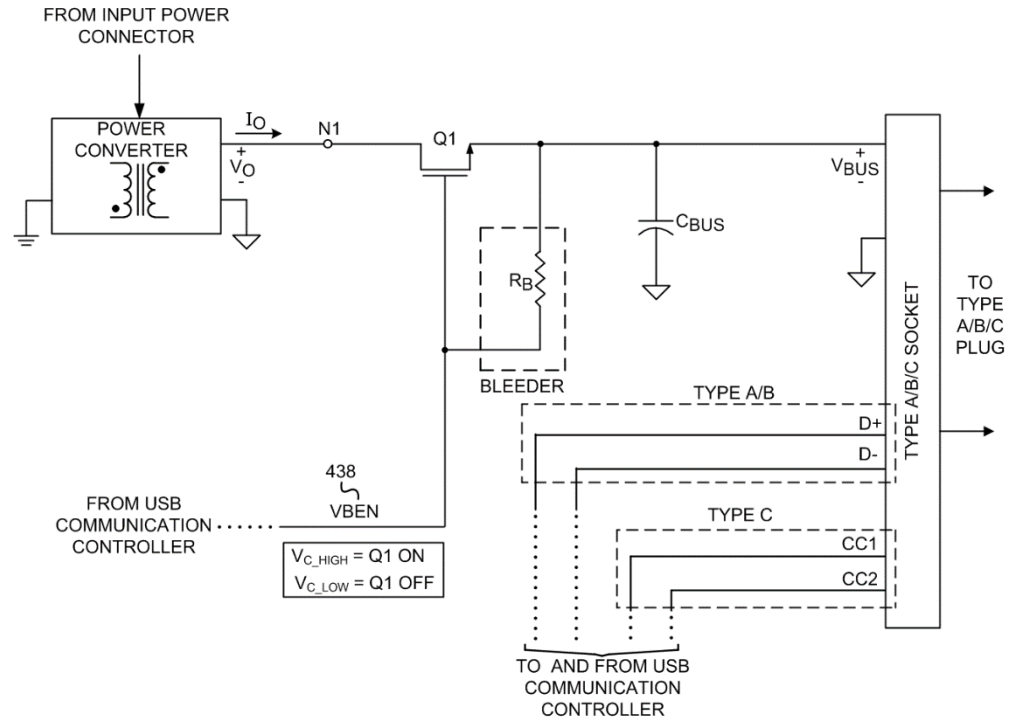 FROM INPUT POWER
CONNECTOR
POWER
CONVERTER
IO
+
VO
-
N1
Q1
+
VBUS
-
CBUS
RB
BLEEDER
TYPE A/B/C SOCKET
TO
TYPE
A/B/C
PLUG
TYPE A/B
D+
D-
438
VBEN
FROM USB
COMMUNICATION
CONTROLLER
VC_HIGH = Q1 ON
VC_LOW = Q1 OFF
TYPE C
CC1
CC2
TO AND FROM USB
COMMUNICATION
CONTROLLER